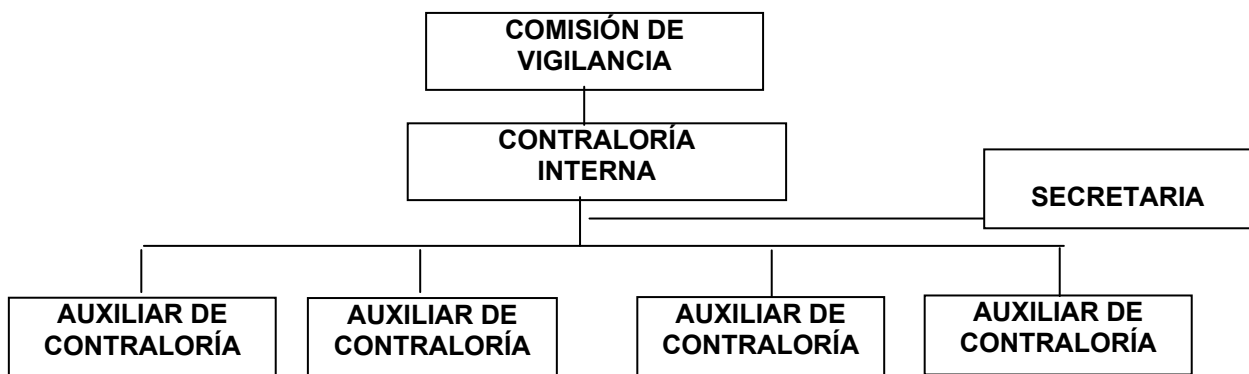 COMISIÓN DE
VIGILANCIA
CONTRALORÍA
INTERNA
SECRETARIA
AUXILIAR DE
CONTRALORÍA
AUXILIAR DE
CONTRALORÍA
AUXILIAR DE
CONTRALORÍA
AUXILIAR DE
CONTRALORÍA